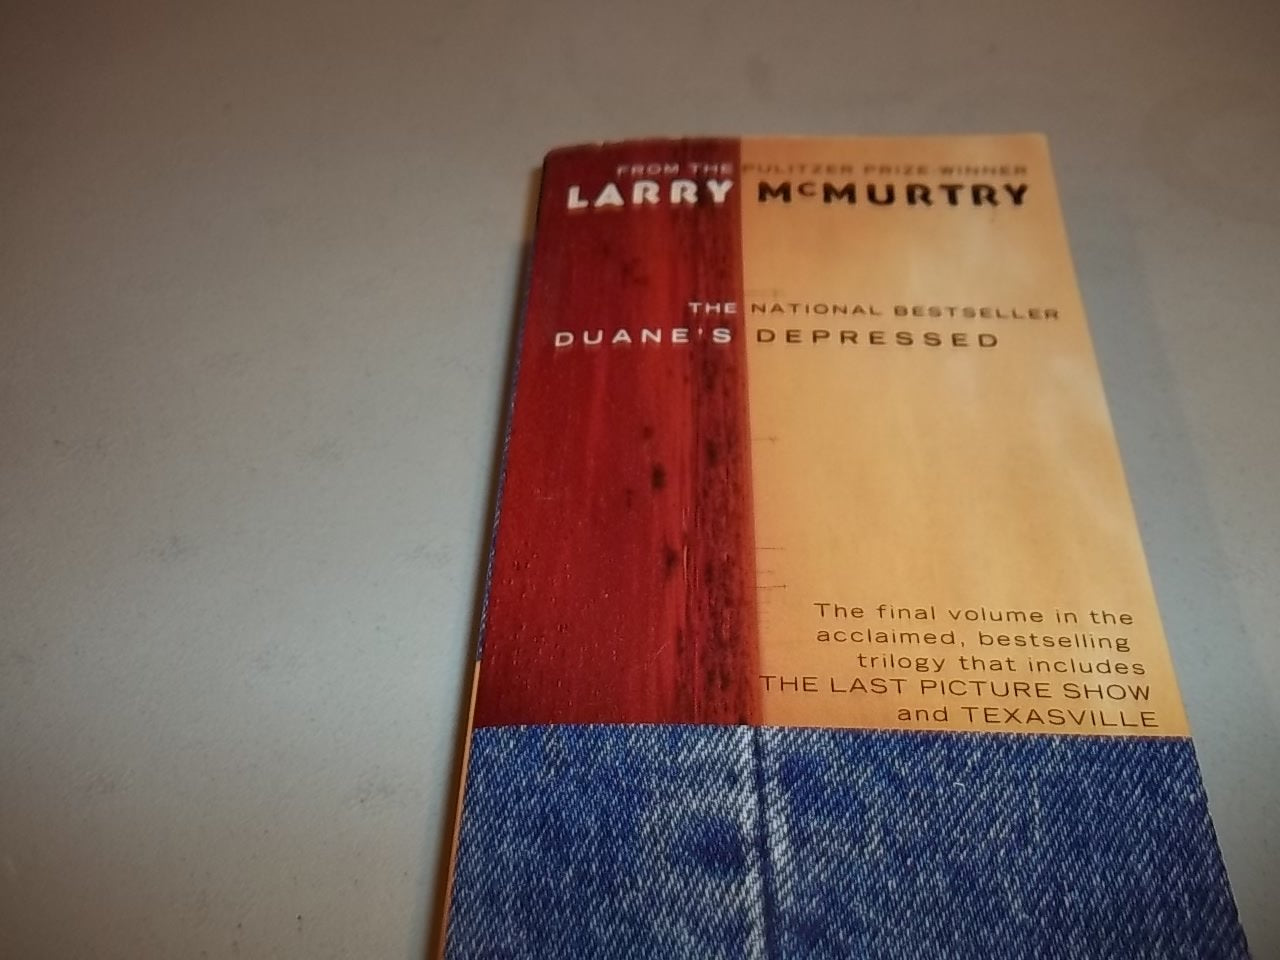 FROM THE PULITZER PRIZE-WINNER
LARRY McMURTRY
THE NATIONAL BESTSELLER
DUANE'S DEPRESSED
The final volume in the
acclaimed, bestselling
trilogy that includes
THE LAST PICTURE SHOW
and TEXASVILLE